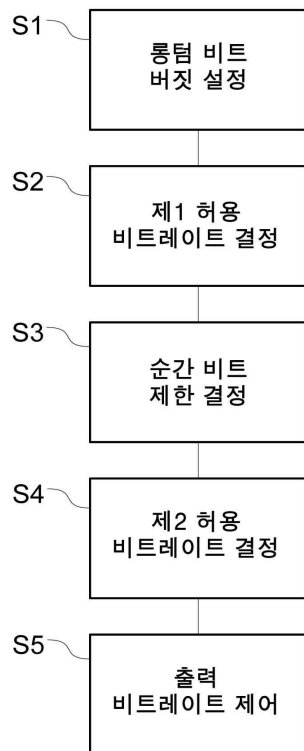 S1
롱텀 비트
버짓 설정
S2
제1 허용
비트레이트 결정
S3
순간 비트
제한 결정
S4
제2 허용
비트레이트 결정
S5
출력
비트레이트 제어